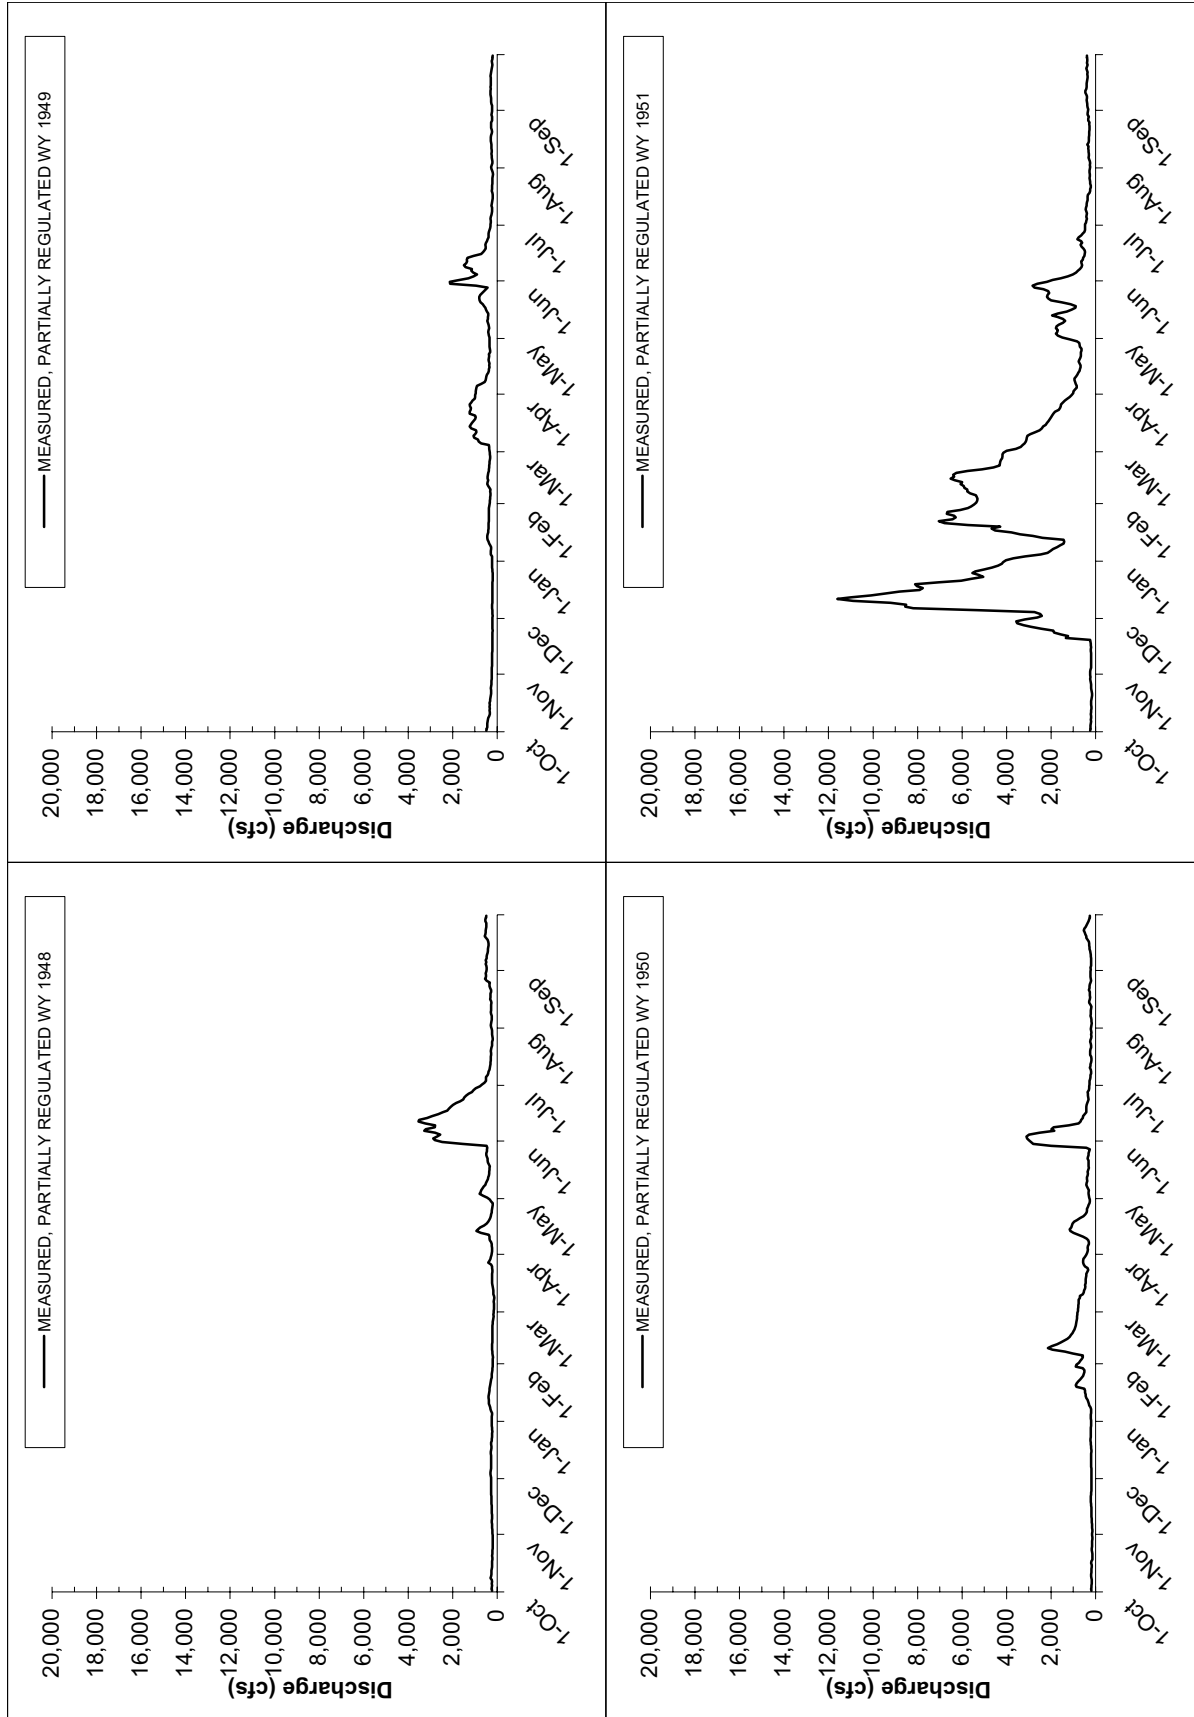 MEASURED, PARTIALLY REGULATED WY 1948
20,000
18,000
16,000
14,000
12,000
10,000
8,000
6,000
4,000
2,000
0
Discharge (cfs)
1-Oct
1-Nov
1-Dec
1-Jan
1-Feb
1-Mar
1-Apr
1-May
1-Jun
1-Jul
1-Aug
1-Sep
MEASURED, PARTIALLY REGULATED WY 1949
20,000
18,000
16,000
14,000
12,000
10,000
8,000
6,000
4,000
2,000
0
Discharge (cfs)
1-Oct
1-Nov
1-Dec
1-Jan
1-Feb
1-Mar
1-Apr
1-May
1-Jun
1-Jul
1-Aug
1-Sep
MEASURED, PARTIALLY REGULATED WY 1950
20,000
18,000
16,000
14,000
12,000
10,000
8,000
6,000
4,000
2,000
0
Discharge (cfs)
1-Oct
1-Nov
1-Dec
1-Jan
1-Feb
1-Mar
1-Apr
1-May
1-Jun
1-Jul
1-Aug
1-Sep
MEASURED, PARTIALLY REGULATED WY 1951
20,000
18,000
16,000
14,000
12,000
10,000
8,000
6,000
4,000
2,000
0
Discharge (cfs)
1-Oct
1-Nov
1-Dec
1-Jan
1-Feb
1-Mar
1-Apr
1-May
1-Jun
1-Jul
1-Aug
1-Sep